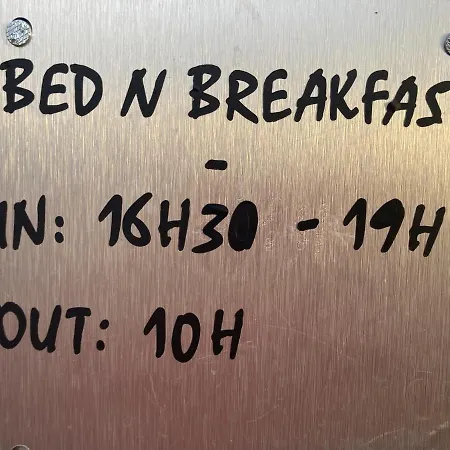 BED N BREAKFAS
-
IN: 16H30 - 19H
OUT: 10H